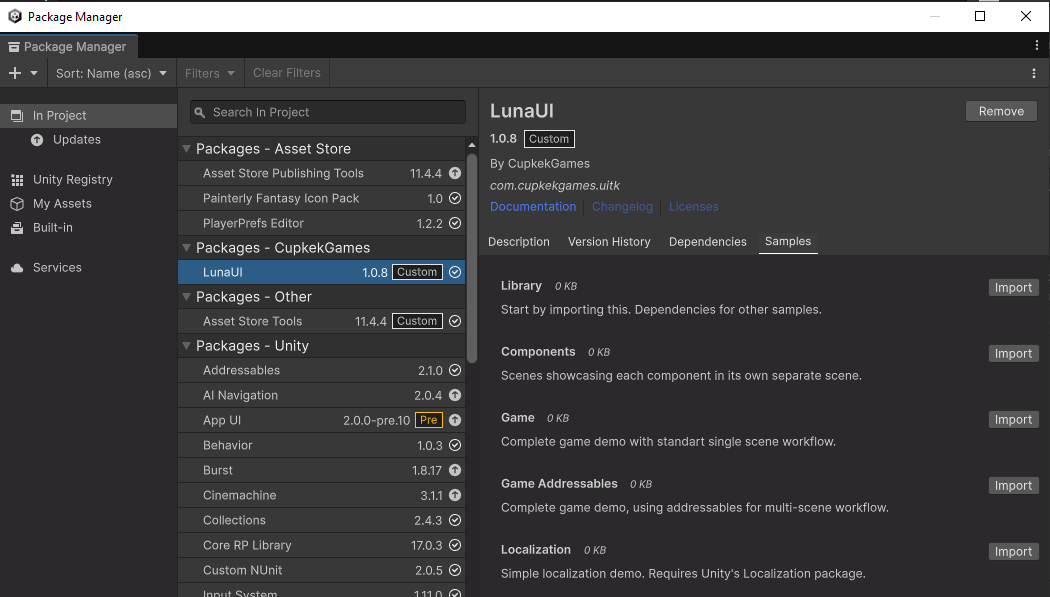 Package Manager
Package Manager
Sort: Name (asc)
Filters
Clear Filters
In Project
Updates
Unity Registry
My Assets
Built-in
Services
Search In Project
Packages - Asset Store
Asset Store Publishing Tools 11.4.4
Painterly Fantasy Icon Pack 1.0
PlayerPrefs Editor 1.2.2
Packages - CupkekGames
LunaUI 1.0.8 Custom
Packages - Other
Asset Store Tools 11.4.4 Custom
Packages - Unity
Addressables 2.1.0
AI Navigation 2.0.4
App UI 2.0.0-pre.10 Pre
Behavior 1.0.3
Burst 1.8.17
Cinemachine 3.1.1
Collections 2.4.3
Core RP Library 17.0.3
Custom NUnit 2.0.5
Input System 1.11.0
LunaUI
Remove
1.0.8 Custom
By CupkekGames
com.cupkekgames.uitk
Documentation Changelog Licenses
Description Version History Dependencies Samples
Library 0 KB Import
Start by importing this. Dependencies for other samples.
Components 0 KB Import
Scenes showcasing each component in its own separate scene.
Game 0 KB Import
Complete game demo with standart single scene workflow.
Game Addressables 0 KB Import
Complete game demo, using addressables for multi-scene workflow.
Localization 0 KB Import
Simple localization demo. Requires Unity's Localization package.